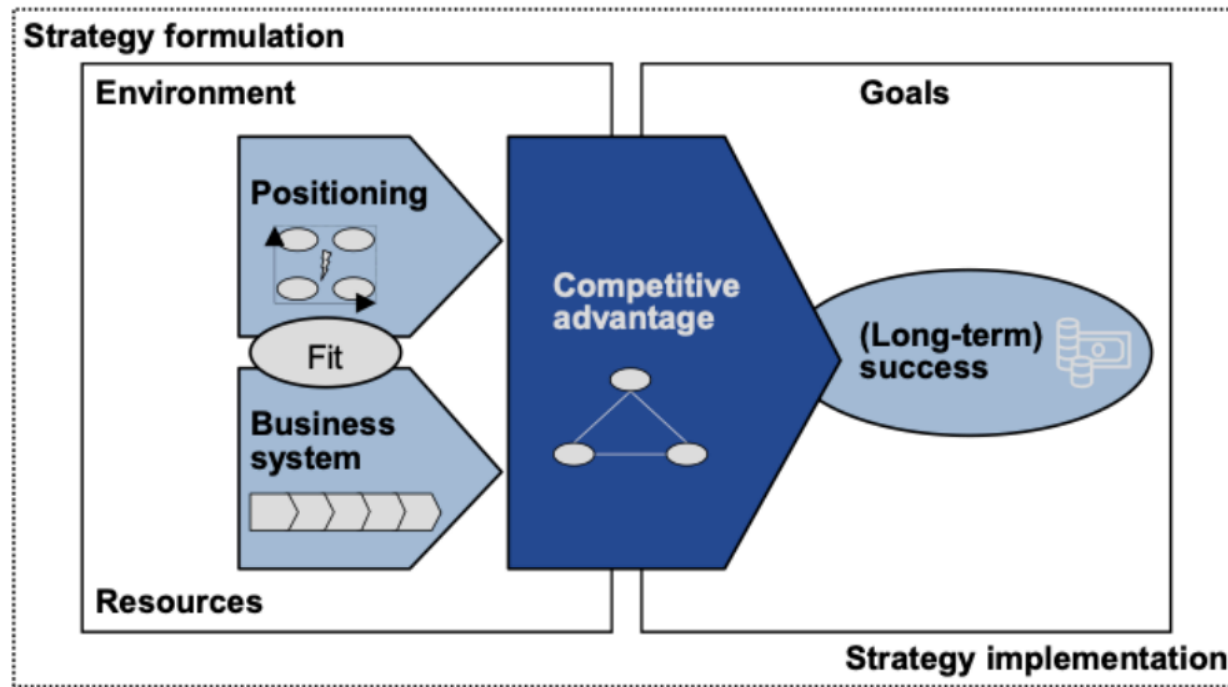 Strategy formulation
Environment
Goals
Positioning
Fit
Business
system
Competitive
advantage
(Long-term)
success
Resources
Strategy implementation